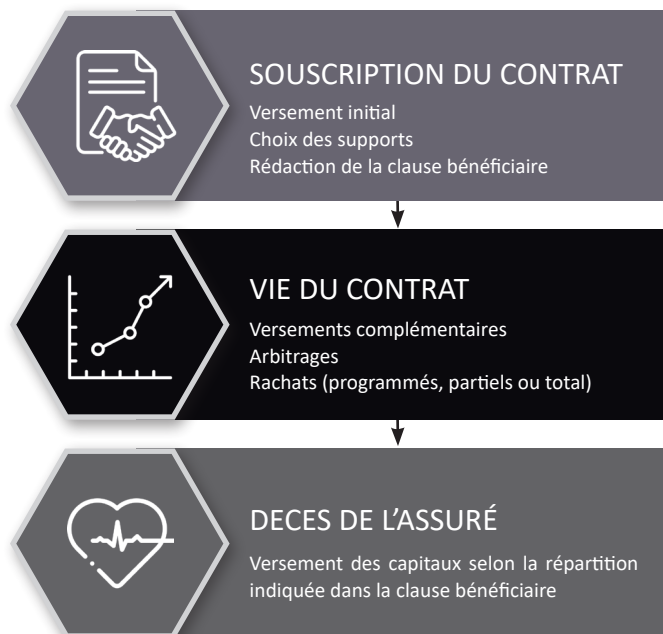 SOUSCRIPTION DU CONTRAT
Versement initial
Choix des supports
Rédaction de la clause bénéficiaire
VIE DU CONTRAT
Versements complémentaires
Arbitrages
Rachats (programmés, partiels ou total)
DECES DE L’ASSURÉ
Versement des capitaux selon la répartition
indiquée dans la clause bénéficiaire